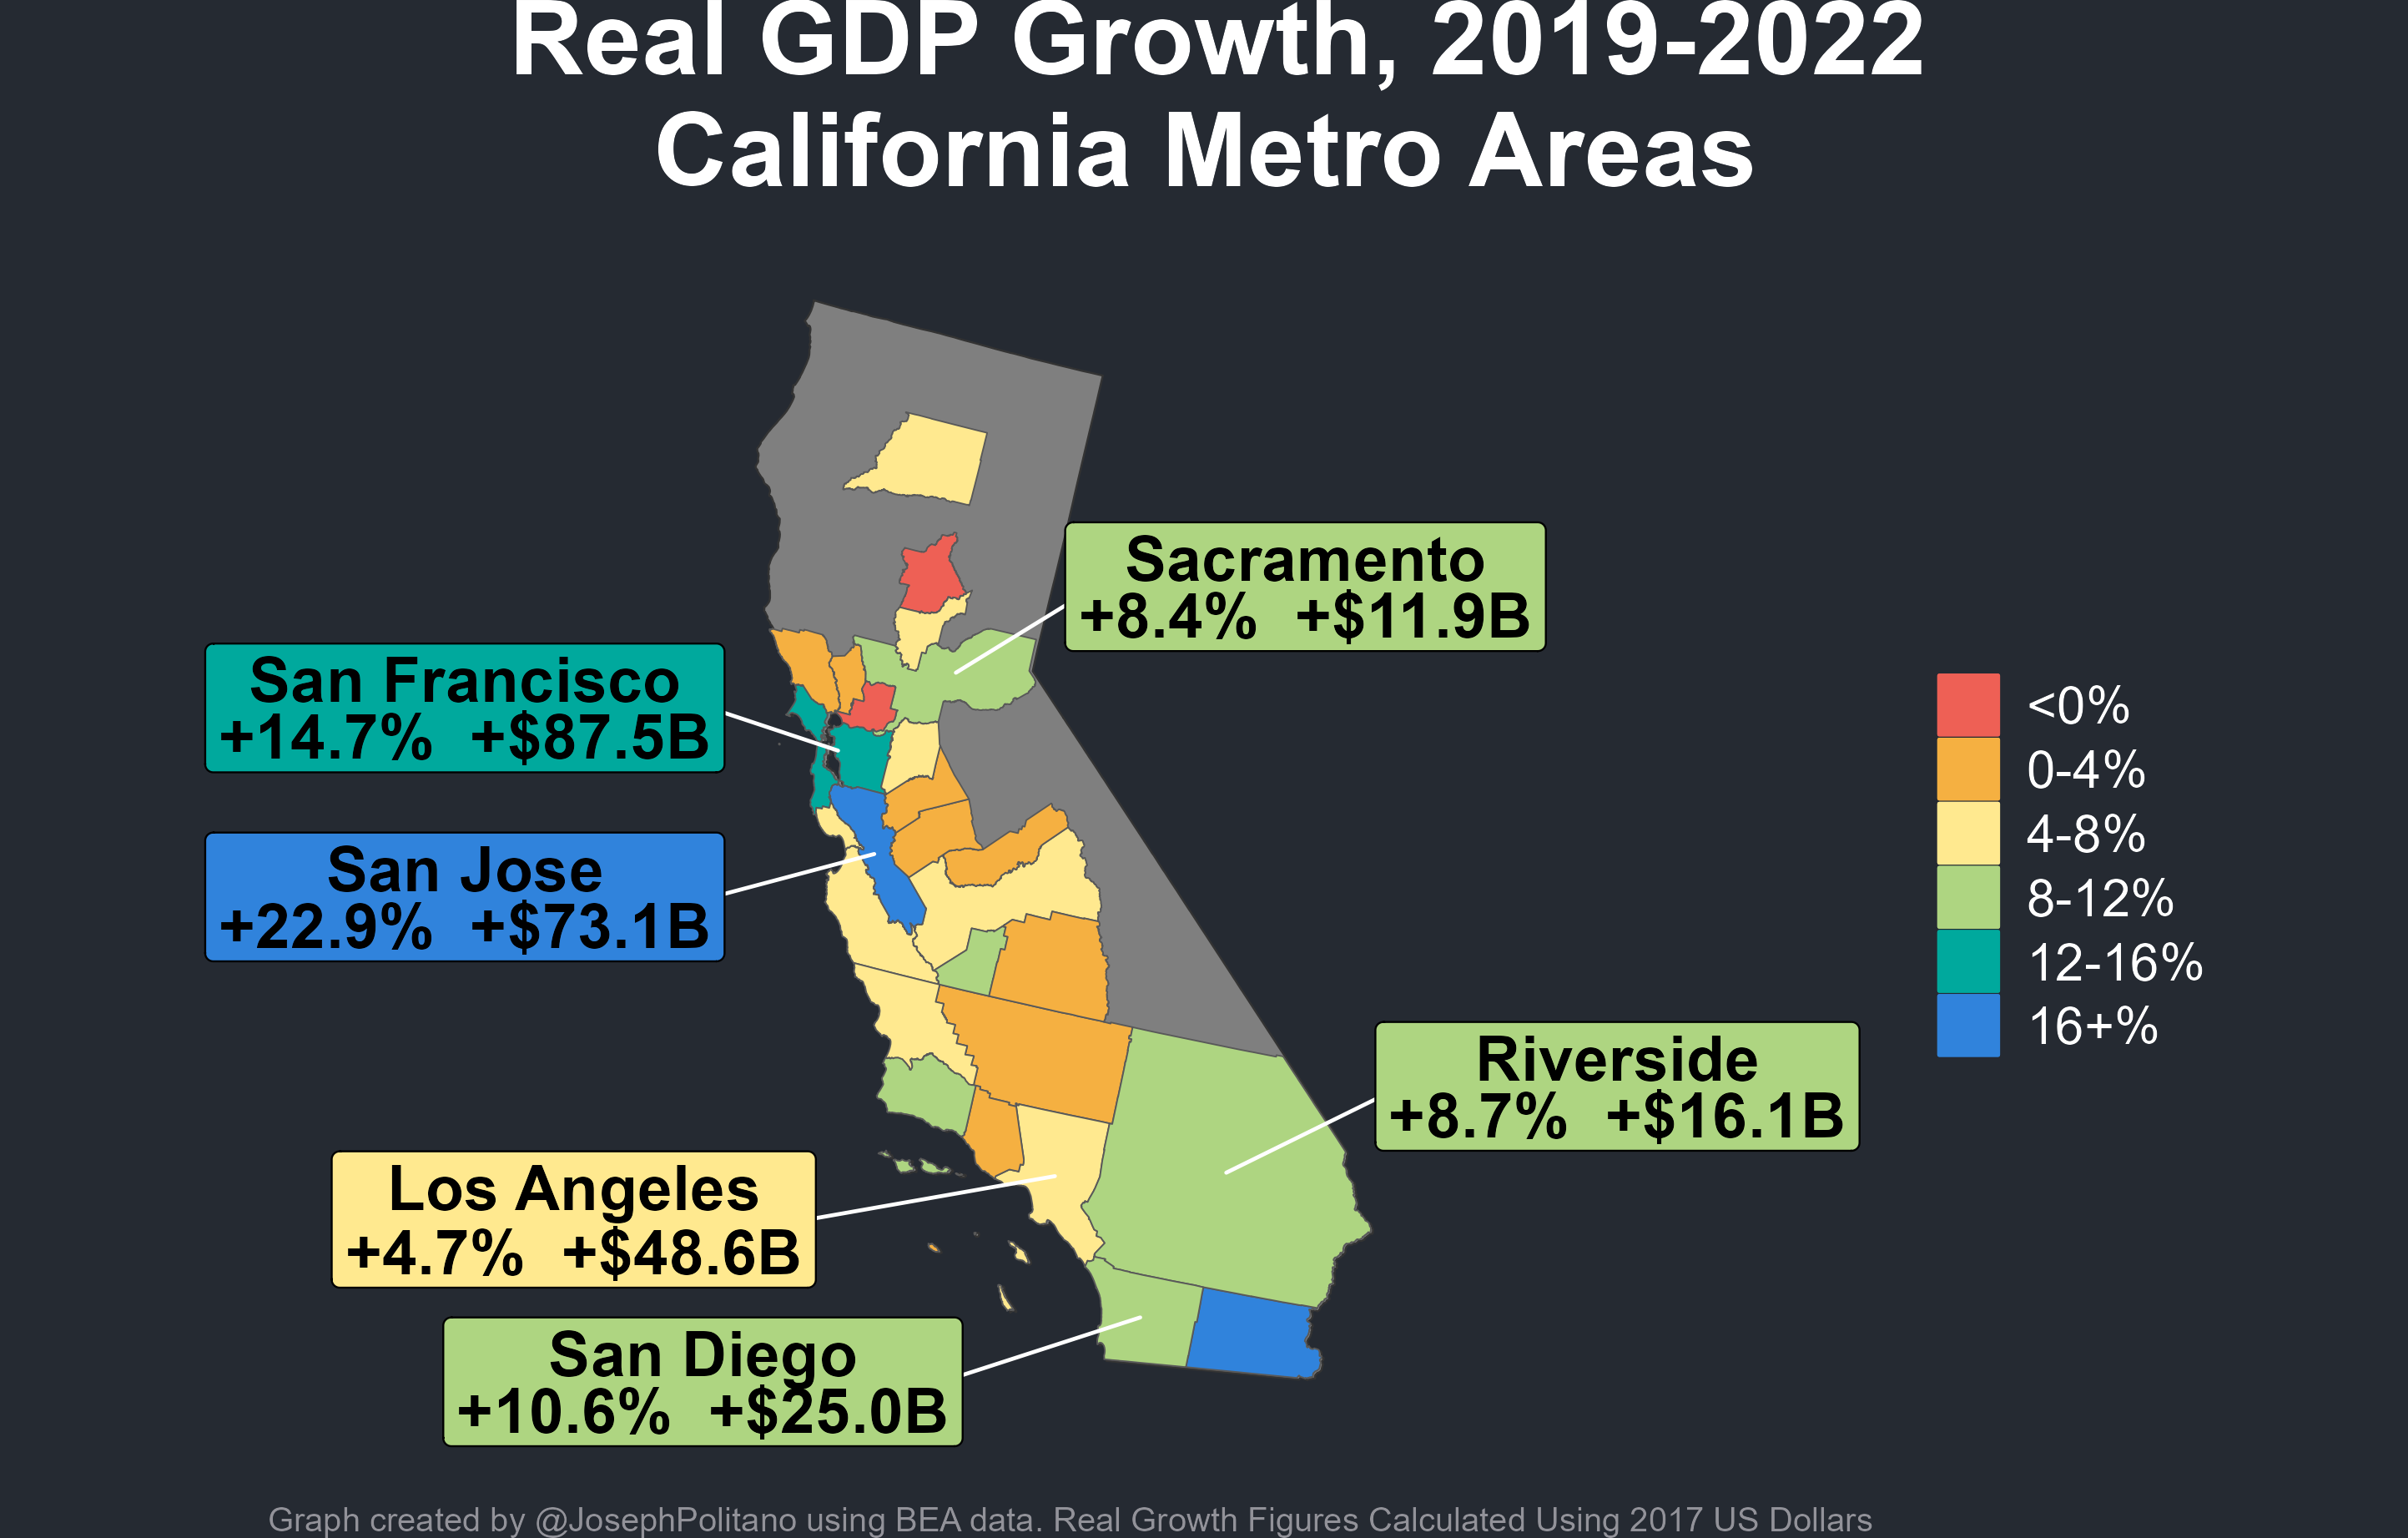 Real GDP Growth, 2019-2022
California Metro Areas
Sacramento
+8.4% +$11.9B
San Francisco
+14.7% +$87.5B
San Jose
+22.9% +$73.1B
<0%
0-4%
4-8%
8-12%
12-16%
16+%
Riverside
+8.7% +$16.1B
Los Angeles
+4.7% +$48.6B
San Diego
+10.6% +$25.0B
Graph created by @JosephPolitano using BEA data. Real Growth Figures Calculated Using 2017 US Dollars